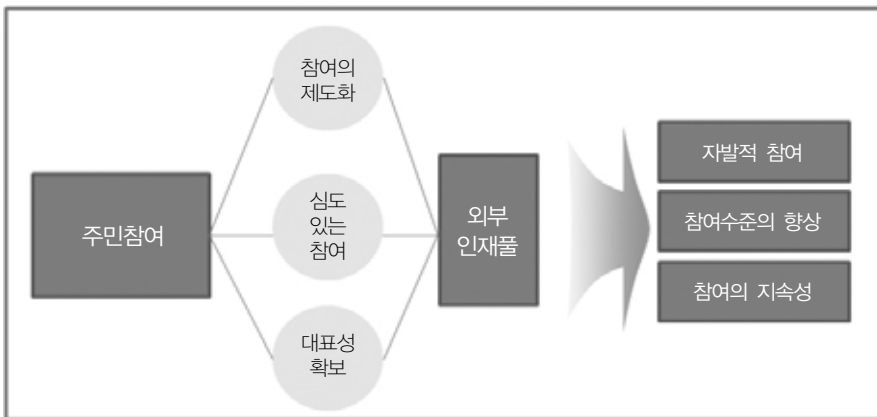 주민참여
참여의
제도화
심도
있는
참여
대표성
확보
외부
인재풀
자발적 참여
참여수준의 향상
참여의 지속성